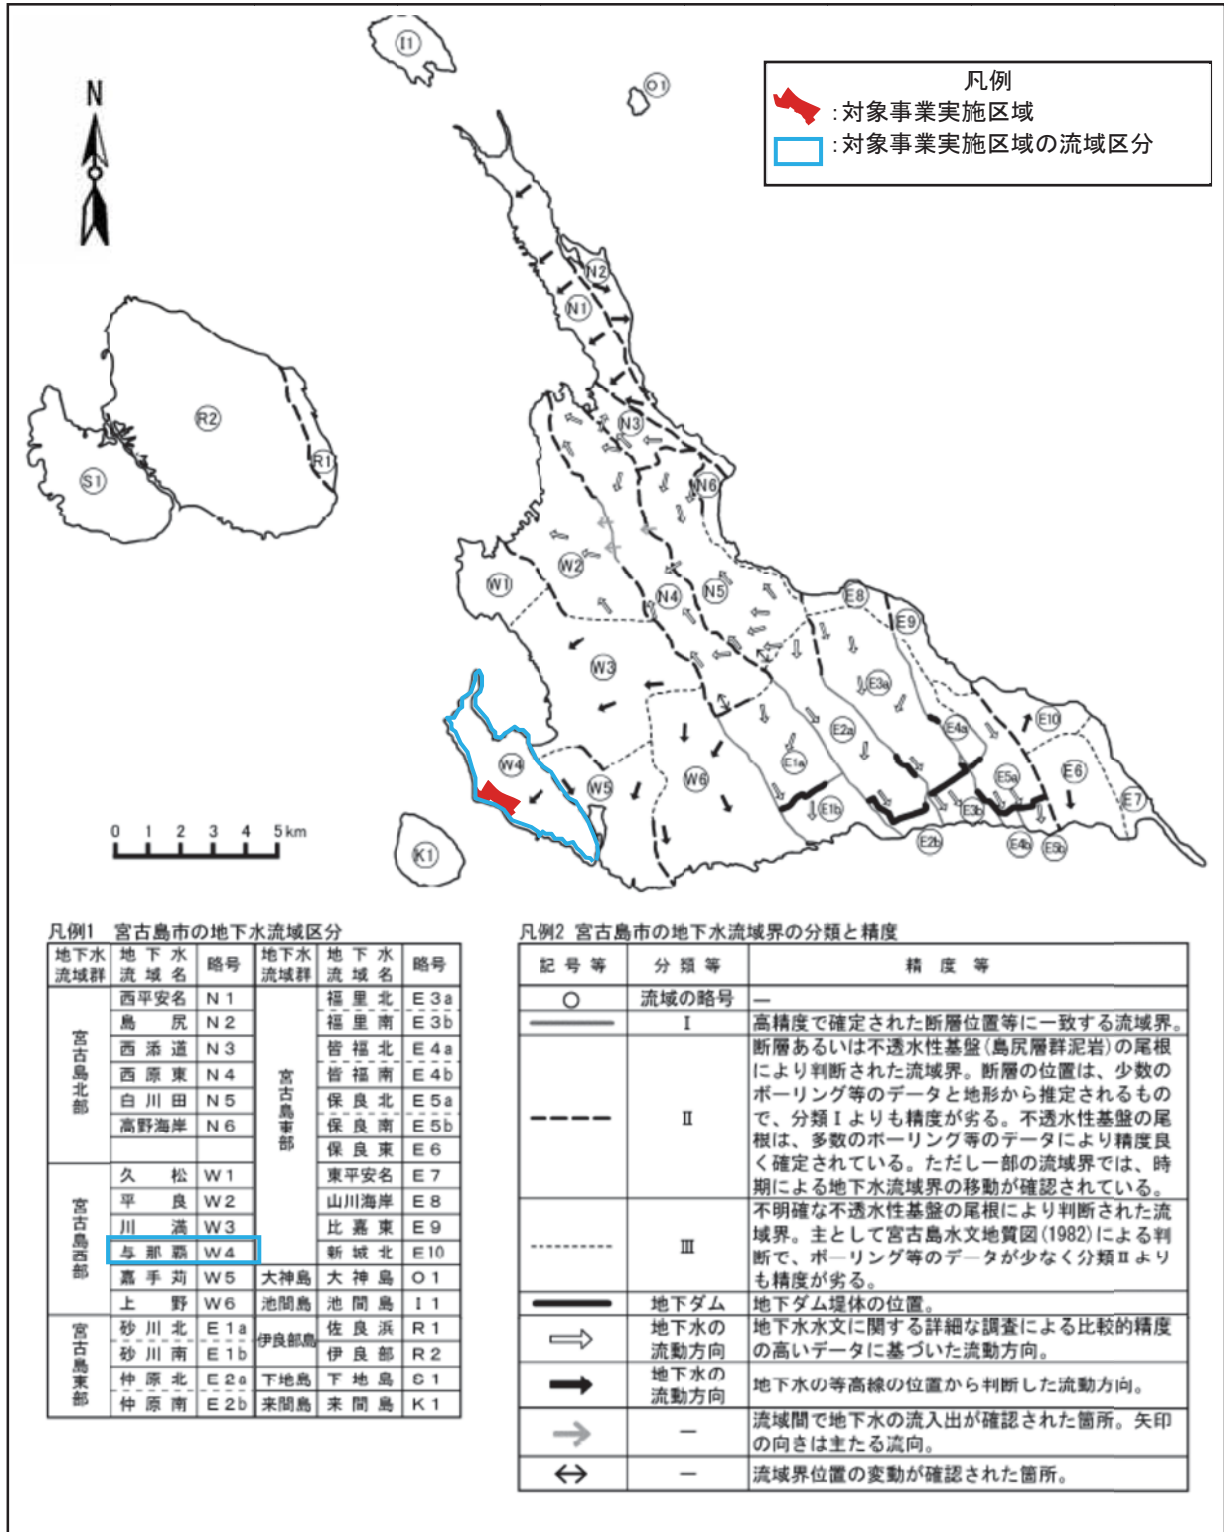 I1
O1
凡例
:対象事業実施区域
:対象事業実施区域の流域区分
N
N2
N1
R2
N3
R1
S1
N6
W2
W1
N4
N5
E8
E9
W3
E3a
E2a
E4a
E10
W4
W5
W6
E1a
E5a
E6
E1b
E3b
E7
K1
E2b
E4b
E5b
0 1 2 3 4 5km
凡例1 宮古島市の地下水流域区分
地下水流域群 地下水流域名 略号 地下水流域群 地下水流域名 略号
宮古島北部 西平安名 N1 宮古島東部 福里北 E3a
島尻 N2 福里南 E3b
西添道 N3 皆福北 E4a
西原東 N4 皆福南 E4b
白川田 N5 保良北 E5a
高野海岸 N6 保良南 E5b
保良東 E6
宮古島西部 久松 W1 東平安名 E7
平良 W2 山川海岸 E8
川満 W3 比嘉東 E9
与那覇 W4 新城北 E10
嘉手苅 W5 大神島 大神島 O1
上野 W6 池間島 池間島 I1
宮古島東部 砂川北 E1a 伊良部島 佐良浜 R1
砂川南 E1b 伊良部 R2
仲原北 E2a 下地島 下地島 S1
仲原南 E2b 来間島 来間島 K1
凡例2 宮古島市の地下水流域界の分類と精度
記号等 分類等 精度等
流域の略号 —
I 高精度で確定された断層位置等に一致する流域界。
断層あるいは不透水性基盤(島尻層群泥岩)の尾根
により判断された流域界。断層の位置は、少数の
ボーリング等のデータと地形から推定されるもの
II で、分類Iよりも精度が劣る。不透水性基盤の尾
根は、多数のボーリング等のデータにより精度良
く確定されている。ただし一部の流域界では、時
期による地下水流域界の移動が確認されている。
不明確な不透水性基盤の尾根により判断された流
III 域界。主として宮古島水文地質図(1982)による判
断で、ボーリング等のデータが少なく分類IIより
も精度が劣る。
地下ダム 地下ダム堤体の位置。
地下水の流動方向 地下水水文に関する詳細な調査による比較的精度
の高いデータに基づいた流動方向。
地下水の流動方向 地下水の等高線の位置から判断した流動方向。
— 流域間で地下水の流入出が確認された箇所。矢印
の向きは主たる流向。
— 流域界位置の変動が確認された箇所。